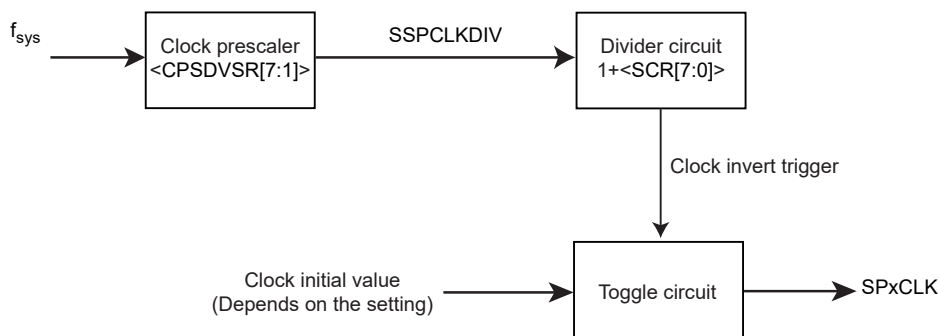 fsys
Clock prescaler
<CPSDVSR[7:1]>
SSPCLKDIV
Divider circuit
1+<SCR[7:0]>
Clock invert trigger
Clock initial value
(Depends on the setting)
Toggle circuit
SPxCLK